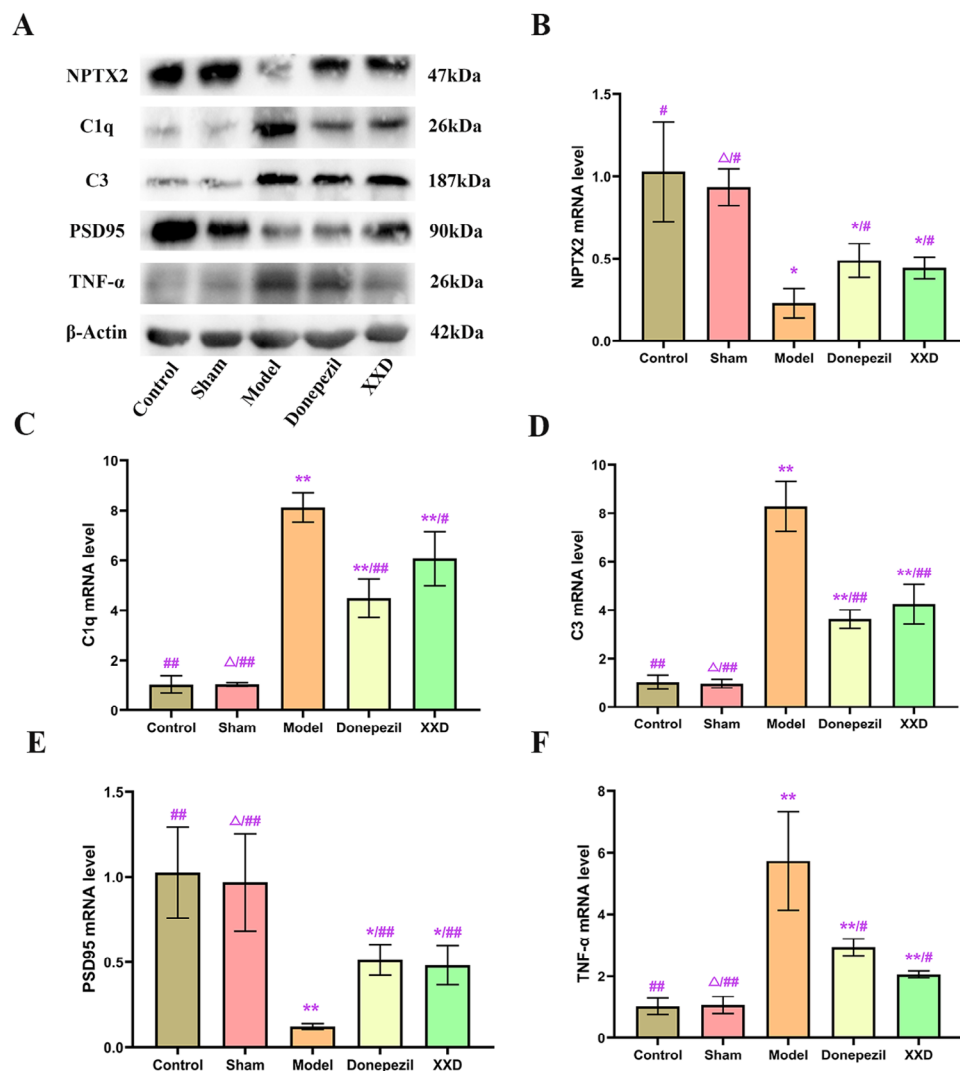 A
NPTX2 47kDa
C1q 26kDa
C3 187kDa
PSD95 90kDa
TNF-α 26kDa
β-Actin 42kDa
Control Sham Model Donepezil XXD
B
NPTX2 mRNA level
1.5
1.0
0.5
0.0
# △/# * */# */#
Control Sham Model Donepezil XXD
C
C1q mRNA level
10
8
6
4
2
0
## △/## ** **/## **/#
Control Sham Model Donepezil XXD
D
C3 mRNA level
10
8
6
4
2
0
## △/## ** **/## **/##
Control Sham Model Donepezil XXD
E
PSD95 mRNA level
1.5
1.0
0.5
0.0
## △/## ** */## */##
Control Sham Model Donepezil XXD
F
TNF-α mRNA level
8
6
4
2
0
## △/## ** **/# **/#
Control Sham Model Donepezil XXD